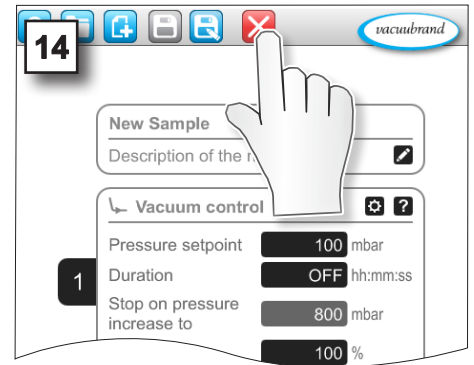 14
vacuubrand
New Sample
Description of the
Vacuum control
?
Pressure setpoint 100 mbar
Duration OFF hh:mm:ss
1
Stop on pressure
increase to 800 mbar
100 %